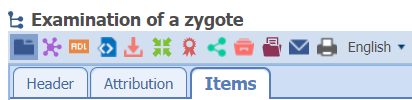 Examination of a zygote
RDL English
Header Attribution Items